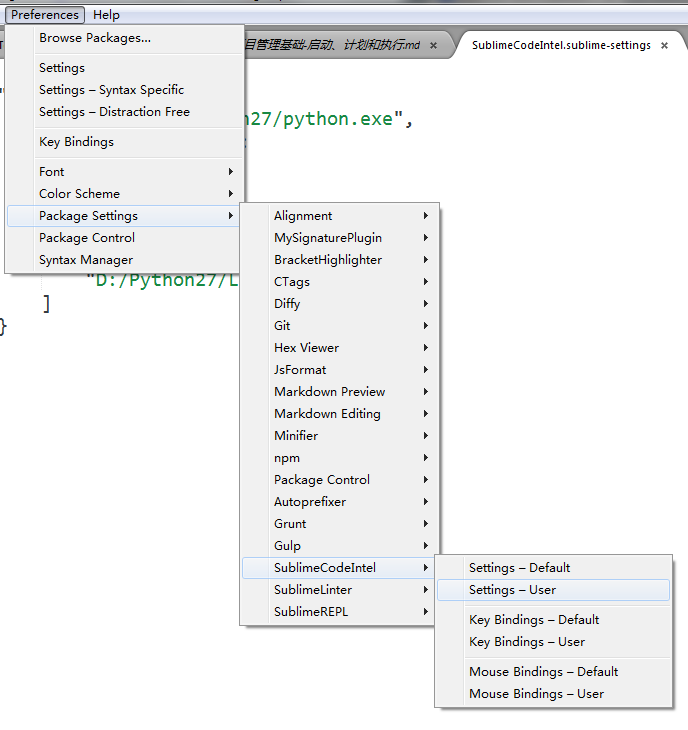 Preferences Help
Browse Packages...
目管理基础-启动、计划和执行.md ×
SublimeCodeIntel.sublime-settings ×
Settings
Settings – Syntax Specific
Settings – Distraction Free
n27/python.exe",
Key Bindings
Font
Color Scheme
Package Settings
Package Control
Syntax Manager
"D:/Python27/L
]
}
Alignment
MySignaturePlugin
BracketHighlighter
CTags
Diffy
Git
Hex Viewer
JsFormat
Markdown Preview
Markdown Editing
Minifier
npm
Package Control
Autoprefixer
Grunt
Gulp
SublimeCodeIntel
SublimeLinter
SublimeREPL
Settings – Default
Settings – User
Key Bindings – Default
Key Bindings – User
Mouse Bindings – Default
Mouse Bindings – User